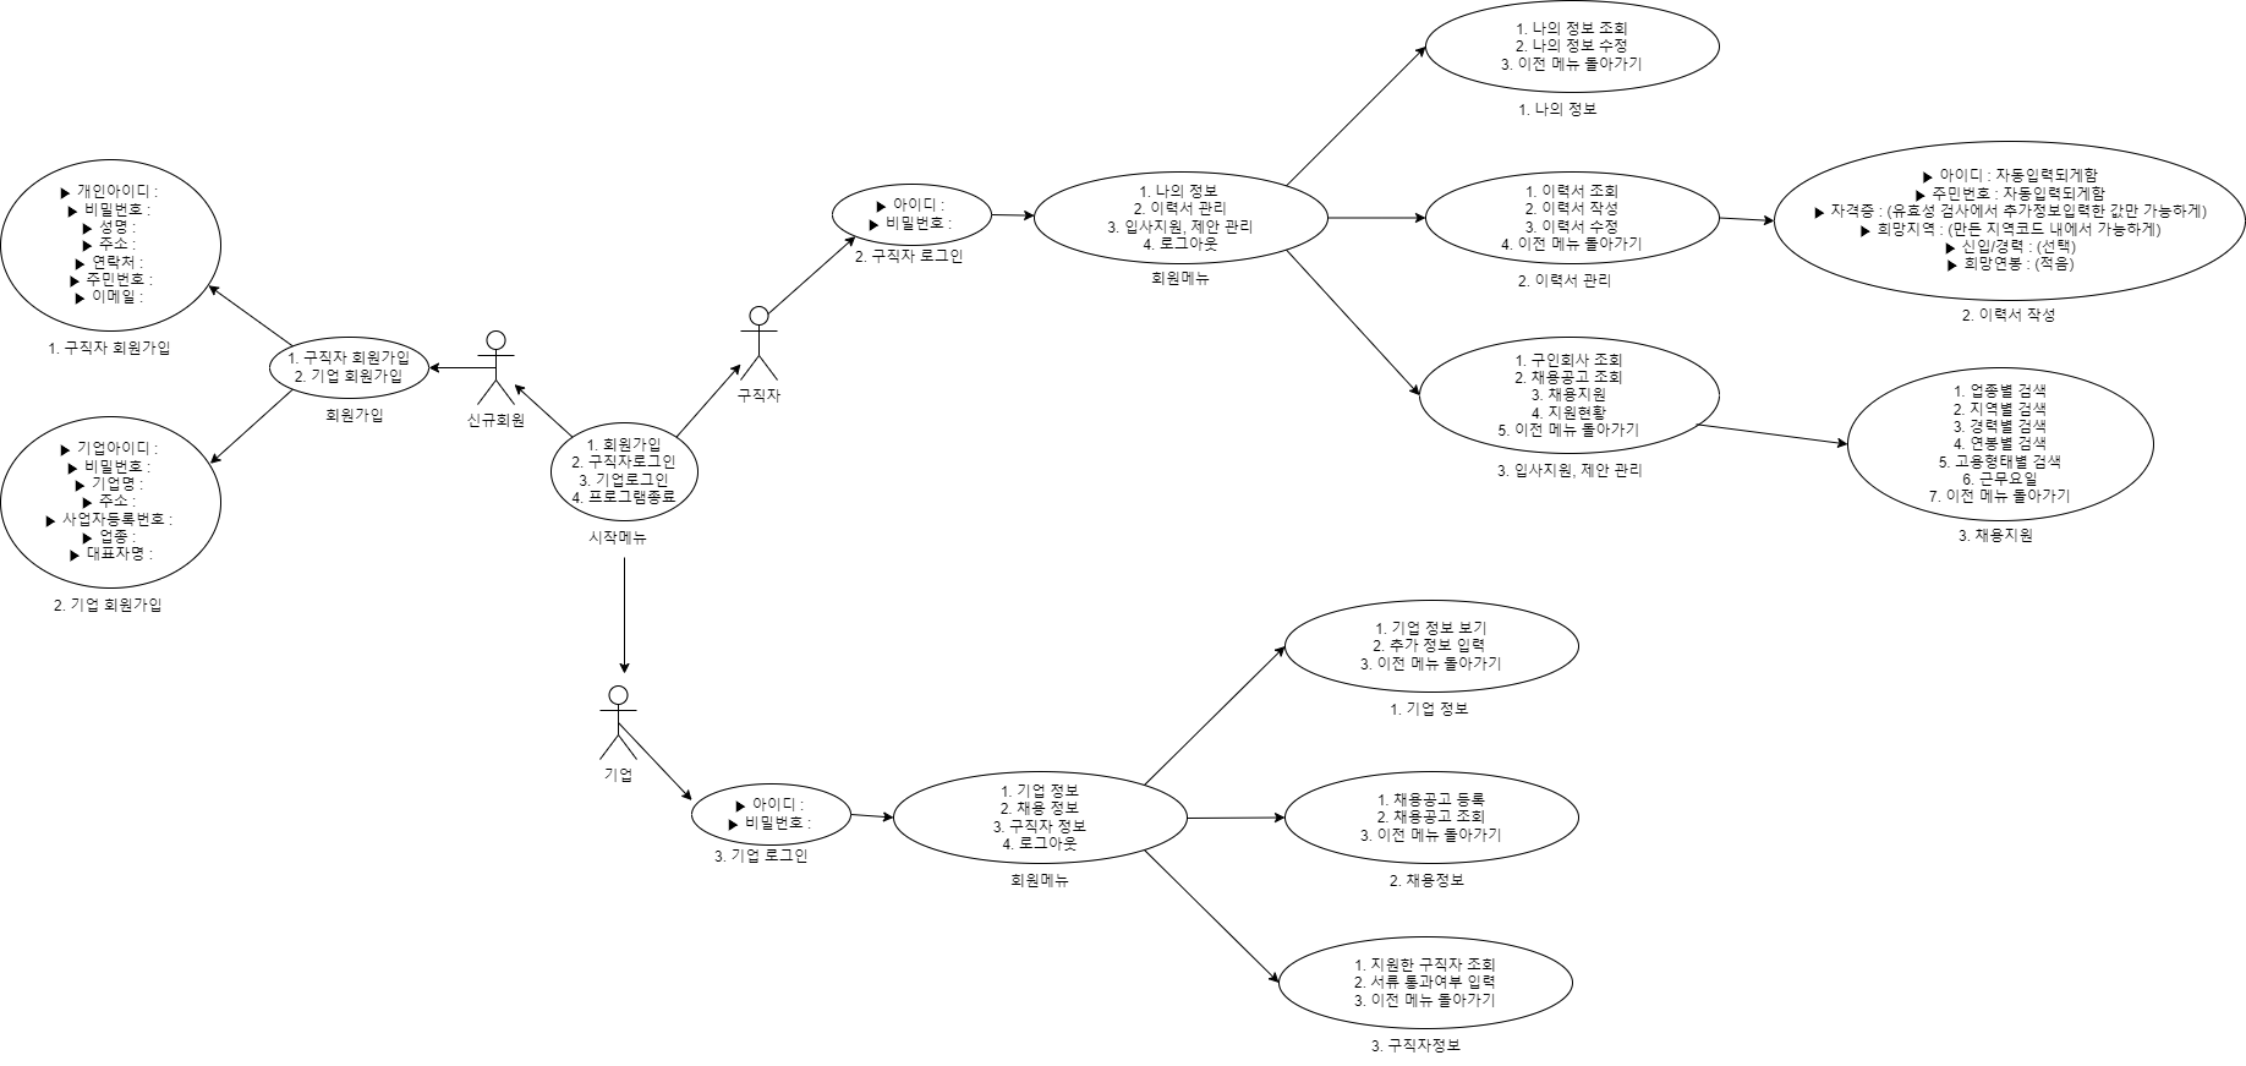 1. 나의 정보 조회
2. 나의 정보 수정
3. 이전 메뉴 돌아가기
1. 나의 정보
▶ 개인아이디 :
▶ 비밀번호 :
▶ 성명 :
▶ 주소 :
▶ 연락처 :
▶ 주민번호 :
▶ 이메일 :
1. 구직자 회원가입
▶ 아이디 :
▶ 비밀번호 :
2. 구직자 로그인
1. 나의 정보
2. 이력서 관리
3. 입사지원, 제안 관리
4. 로그아웃
회원메뉴
1. 이력서 조회
2. 이력서 작성
3. 이력서 수정
4. 이전 메뉴 돌아가기
2. 이력서 관리
▶ 아이디 : 자동입력되게함
▶ 주민번호 : 자동입력되게함
▶ 자격증 : (유효성 검사에서 추가정보입력한 값만 가능하게)
▶ 희망지역 : (만든 지역코드 내에서 가능하게)
▶ 신입/경력 : (선택)
▶ 희망연봉 : (적음)
2. 이력서 작성
1. 구직자 회원가입
2. 기업 회원가입
회원가입
신규회원
구직자
1. 구인회사 조회
2. 채용공고 조회
3. 채용지원
4. 지원현황
5. 이전 메뉴 돌아가기
3. 입사지원, 제안 관리
1. 업종별 검색
2. 지역별 검색
3. 경력별 검색
4. 연봉별 검색
5. 고용형태별 검색
6. 근무요일
7. 이전 메뉴 돌아가기
3. 채용지원
▶ 기업아이디 :
▶ 비밀번호 :
▶ 기업명 :
▶ 주소 :
▶ 사업자등록번호 :
▶ 업종 :
▶ 대표자명 :
2. 기업 회원가입
1. 회원가입
2. 구직자로그인
3. 기업로그인
4. 프로그램종료
시작메뉴
1. 기업 정보 보기
2. 추가 정보 입력
3. 이전 메뉴 돌아가기
1. 기업 정보
기업
▶ 아이디 :
▶ 비밀번호 :
3. 기업 로그인
1. 기업 정보
2. 채용 정보
3. 구직자 정보
4. 로그아웃
회원메뉴
1. 채용공고 등록
2. 채용공고 조회
3. 이전 메뉴 돌아가기
2. 채용정보
1. 지원한 구직자 조회
2. 서류 통과여부 입력
3. 이전 메뉴 돌아가기
3. 구직자정보